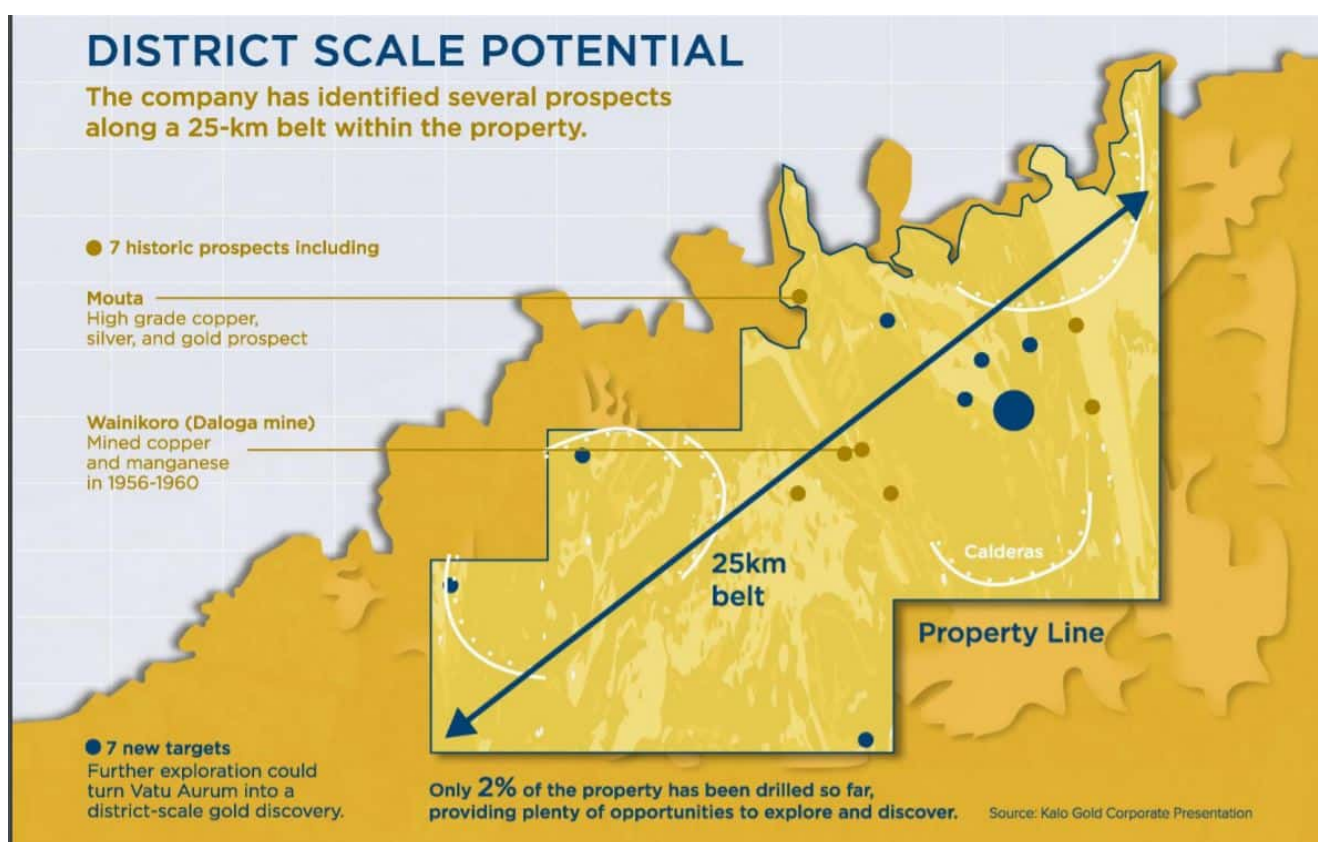 DISTRICT SCALE POTENTIAL
The company has identified several prospects
along a 25-km belt within the property.
7 historic prospects including
Mouta
High grade copper,
silver, and gold prospect
Wainikoro (Daloga mine)
Mined copper
and manganese
in 1956-1960
Calderas
25km
belt
Property Line
7 new targets
Further exploration could
turn Vatu Aurum into a
district-scale gold discovery.
Only 2% of the property has been drilled so far,
providing plenty of opportunities to explore and discover.
Source: Kalo Gold Corporate Presentation